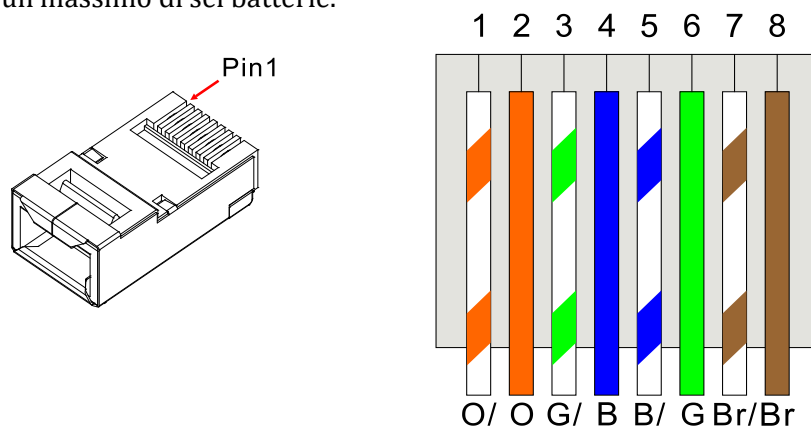 un massimo di sei batterie.
Pin1
1 2 3 4 5 6 7 8
O/ O G/ B B/ G Br/ Br